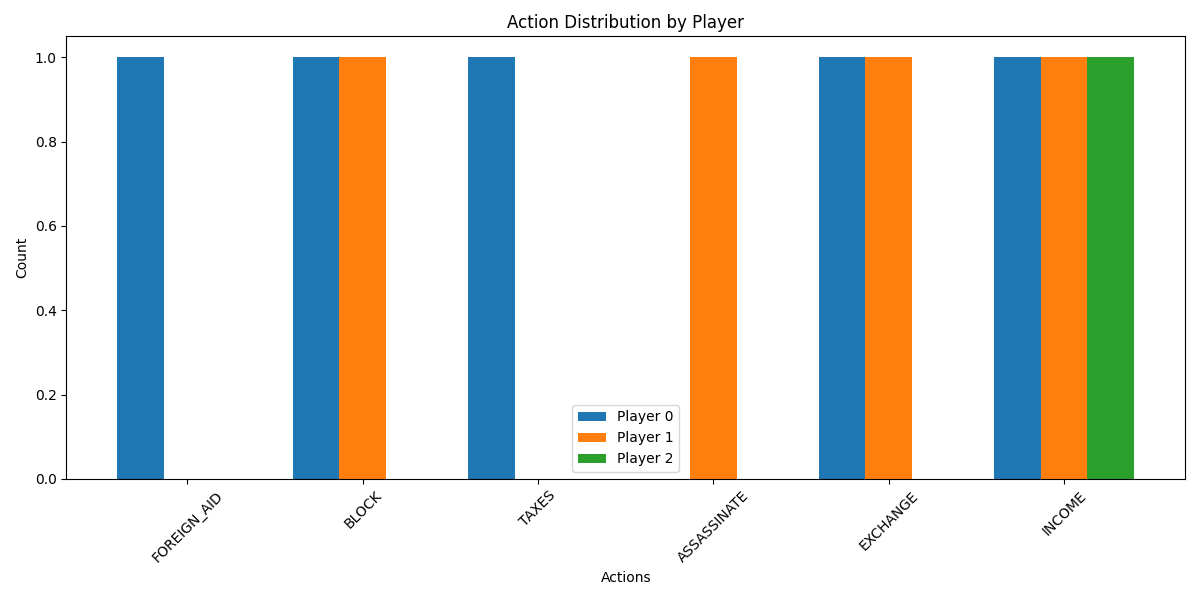 Action Distribution by Player
Count
1.0
0.8
0.6
0.4
0.2
0.0
Player 0
Player 1
Player 2
FOREIGN_AID
BLOCK
TAXES
ASSASSINATE
EXCHANGE
INCOME
Actions